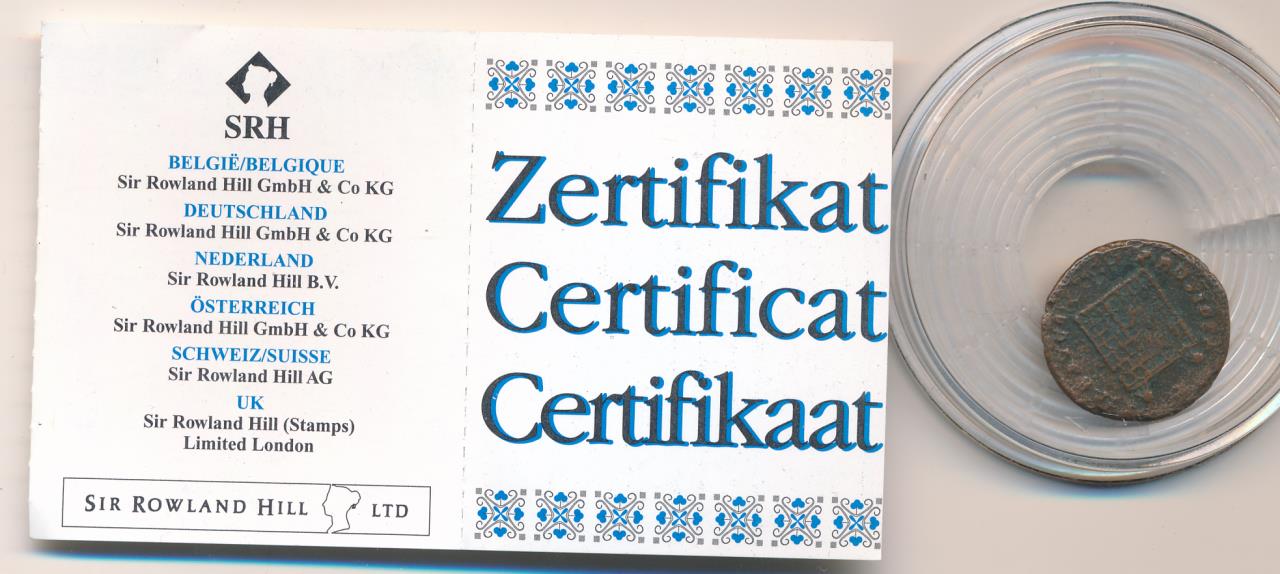 SRH
BELGIË/BELGIQUE
Sir Rowland Hill GmbH & Co KG
DEUTSCHLAND
Sir Rowland Hill GmbH & Co KG
NEDERLAND
Sir Rowland Hill B.V.
ÖSTERREICH
Sir Rowland Hill GmbH & Co KG
SCHWEIZ/SUISSE
Sir Rowland Hill AG
UK
Sir Rowland Hill (Stamps)
Limited London
SIR ROWLAND HILL LTD
Zertifikat
Certificat
Certifikaat